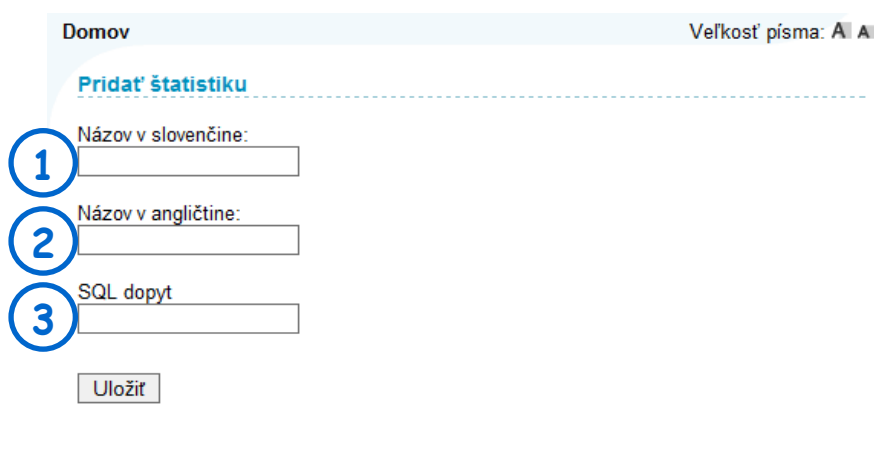 Domov Veľkosť písma: A A
Pridať štatistiku
Názov v slovenčine:
1
Názov v angličtine:
2
SQL dopyt
3
Uložiť